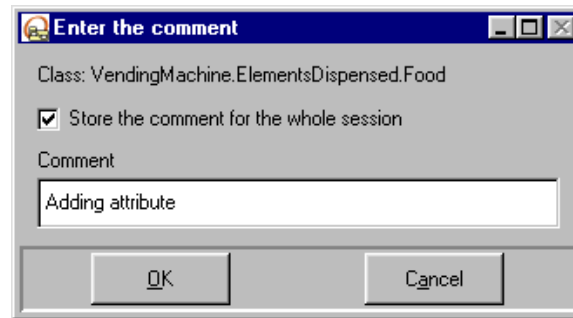 Enter the comment
Class: VendingMachine.ElementsDispensed.Food
Store the comment for the whole session
Comment
Adding attribute
OK
Cancel